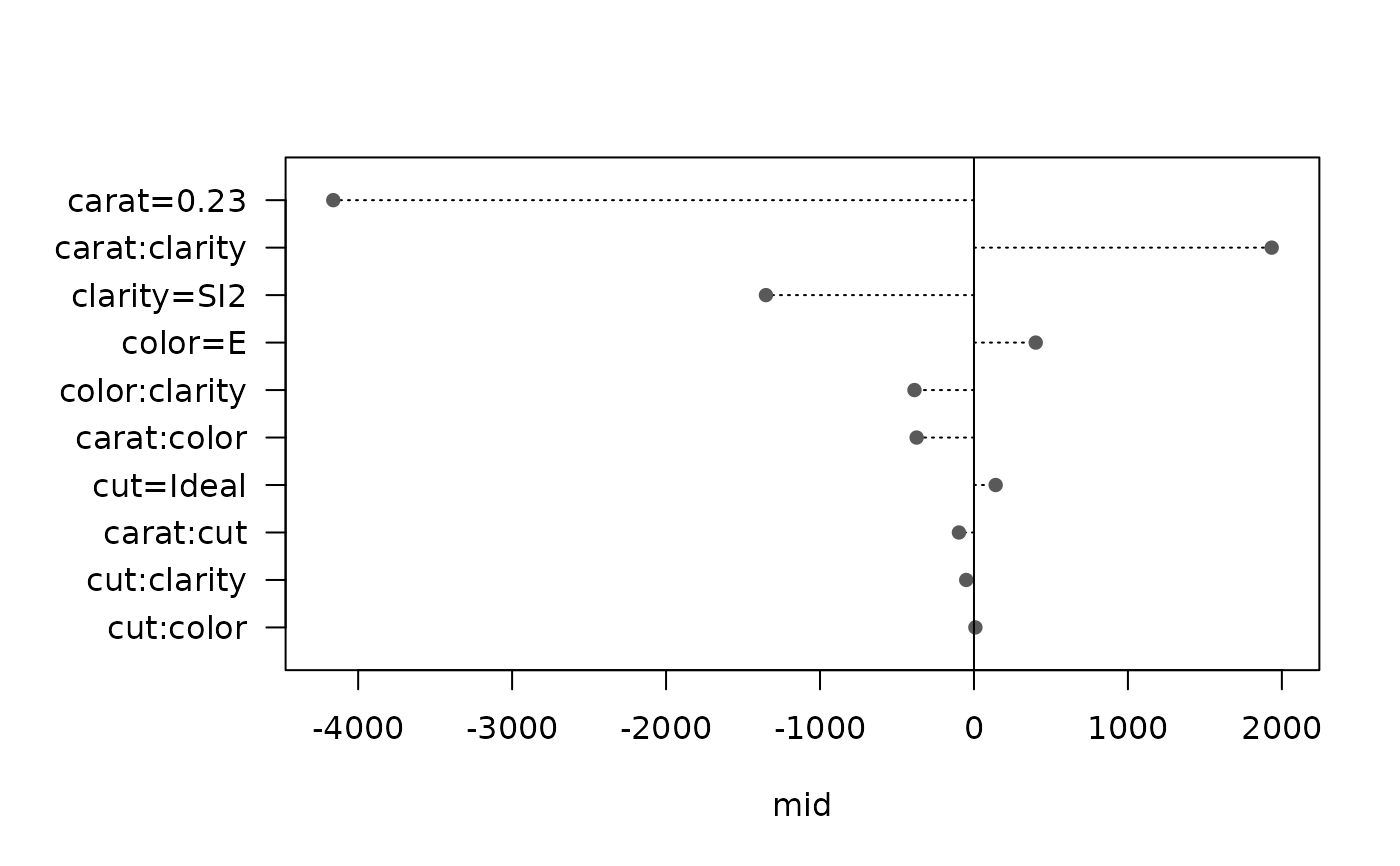 carat=0.23
carat:clarity
clarity=SI2
color=E
color:clarity
carat:color
cut=Ideal
carat:cut
cut:clarity
cut:color
-4000 -3000 -2000 -1000 0 1000 2000
mid